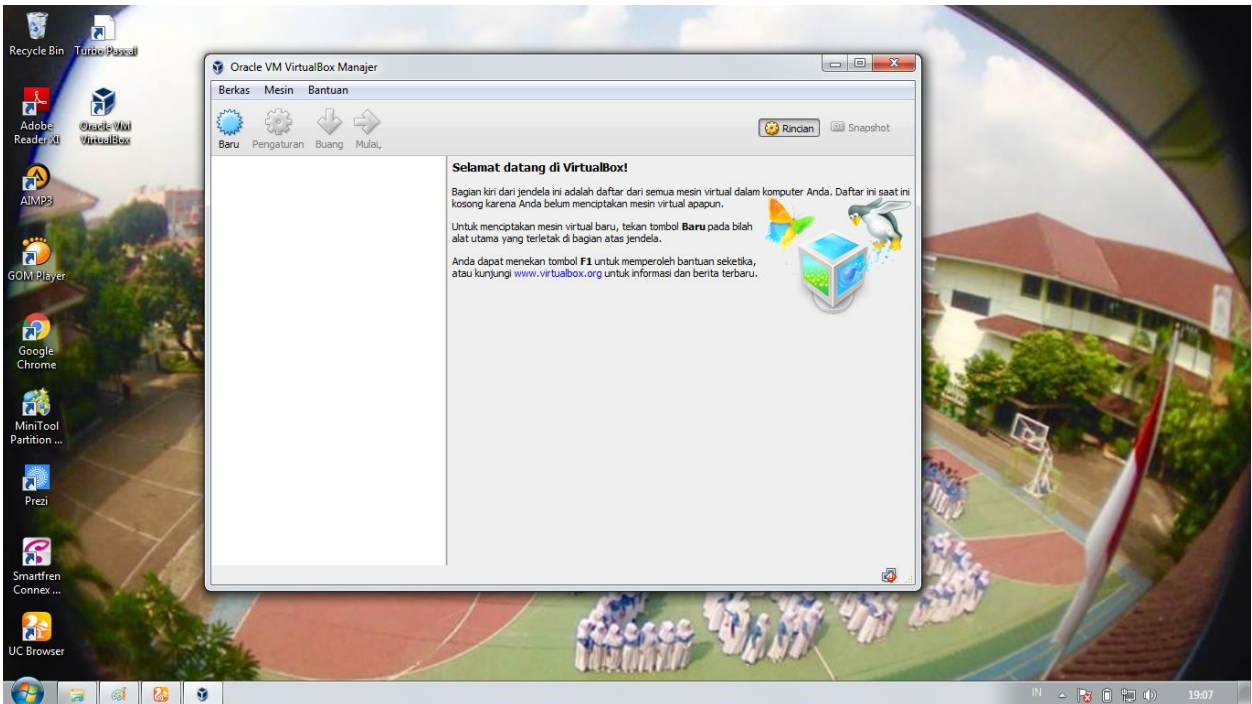 Recycle Bin
Turbo Pascal
Adobe
Reader XI
Oracle VM
VirtualBox
AIMP3
GOM Player
Google
Chrome
MiniTool
Partition ...
Prezi
Smartfren
Connex ...
UC Browser
Oracle VM VirtualBox Manajer
Berkas Mesin Bantuan
Baru Pengaturan Buang Mulai
Rincian Snapshot
Selamat datang di VirtualBox!
Bagian kiri dari jendela ini adalah daftar dari semua mesin virtual dalam komputer Anda. Daftar ini saat ini
kosong karena Anda belum menciptakan mesin virtual apapun.
Untuk menciptakan mesin virtual baru, tekan tombol Baru pada bilah
alat utama yang terletak di bagian atas jendela.
Anda dapat menekan tombol F1 untuk memperoleh bantuan seketika,
atau kunjungi www.virtualbox.org untuk informasi dan berita terbaru.
IN
19:07